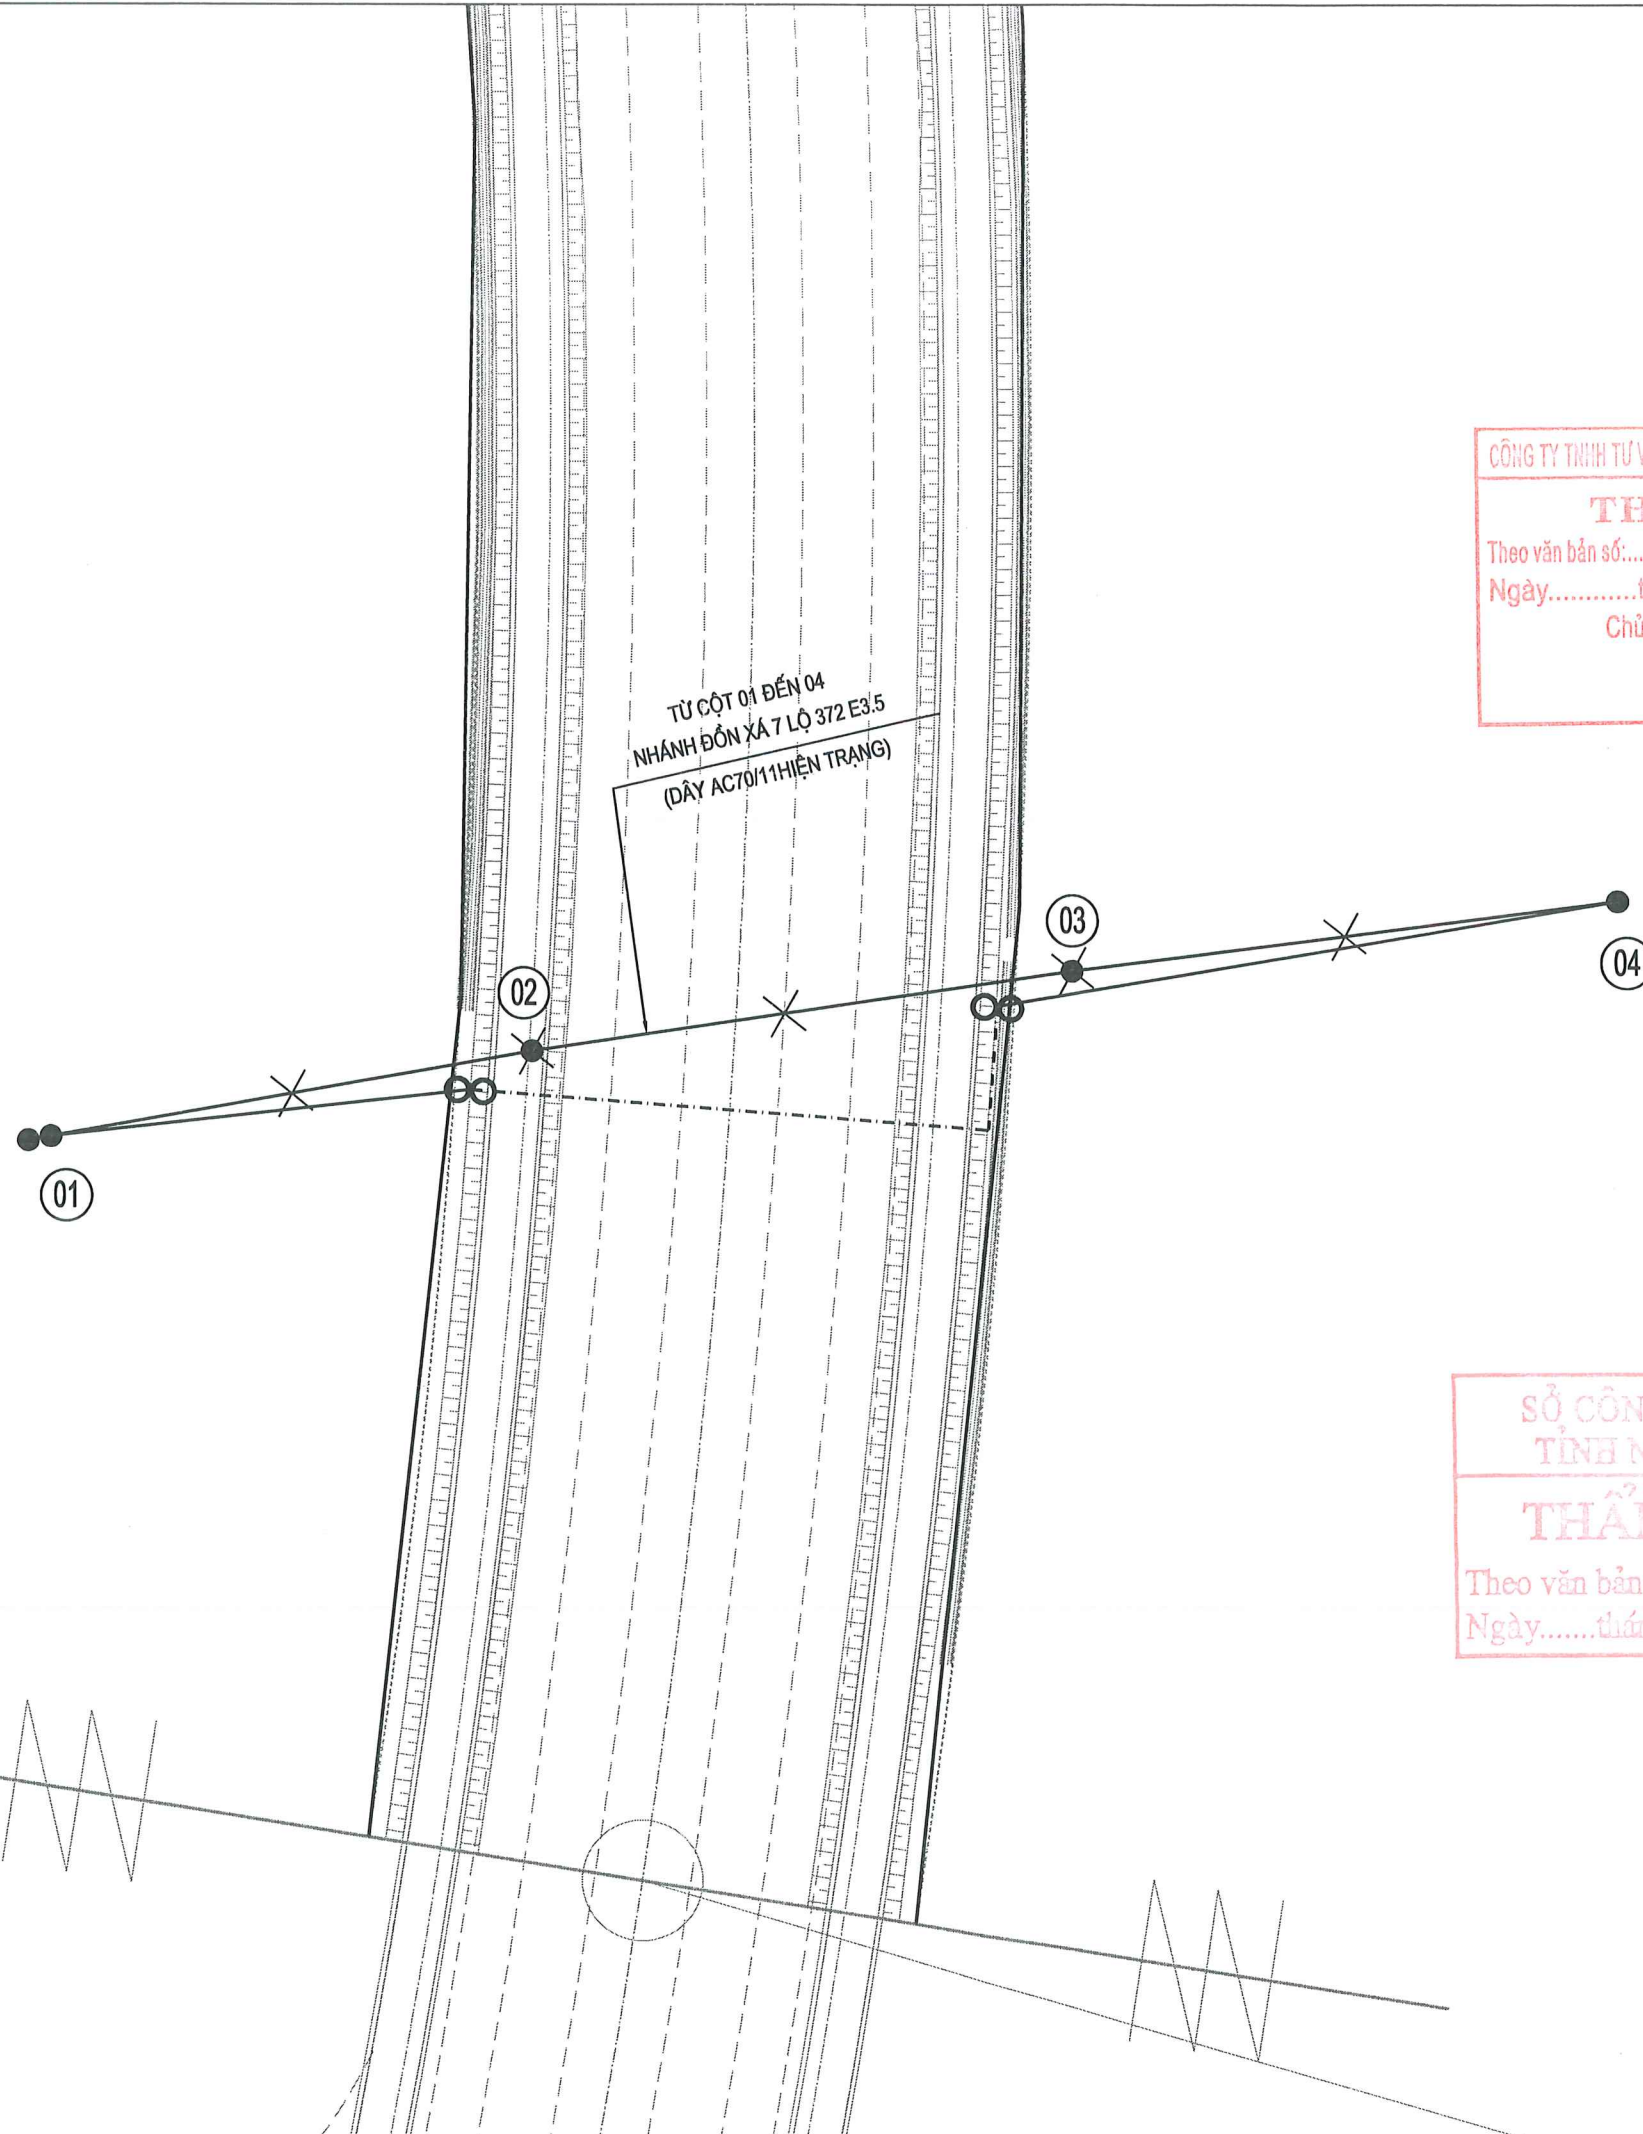 CÔNG TY TNHH TƯ V
TH
Theo văn bản số:...
Ngày............t
Chủ
TỪ CỘT 01 ĐẾN 04
NHÁNH ĐỒN XÁ 7 LỘ 372 E3.5
(DÂY AC70/11HIỆN TRẠNG)
03
04
02
01
SỞ CÔN
TỈNH N
THẨ
Theo văn bản
Ngày.......thán